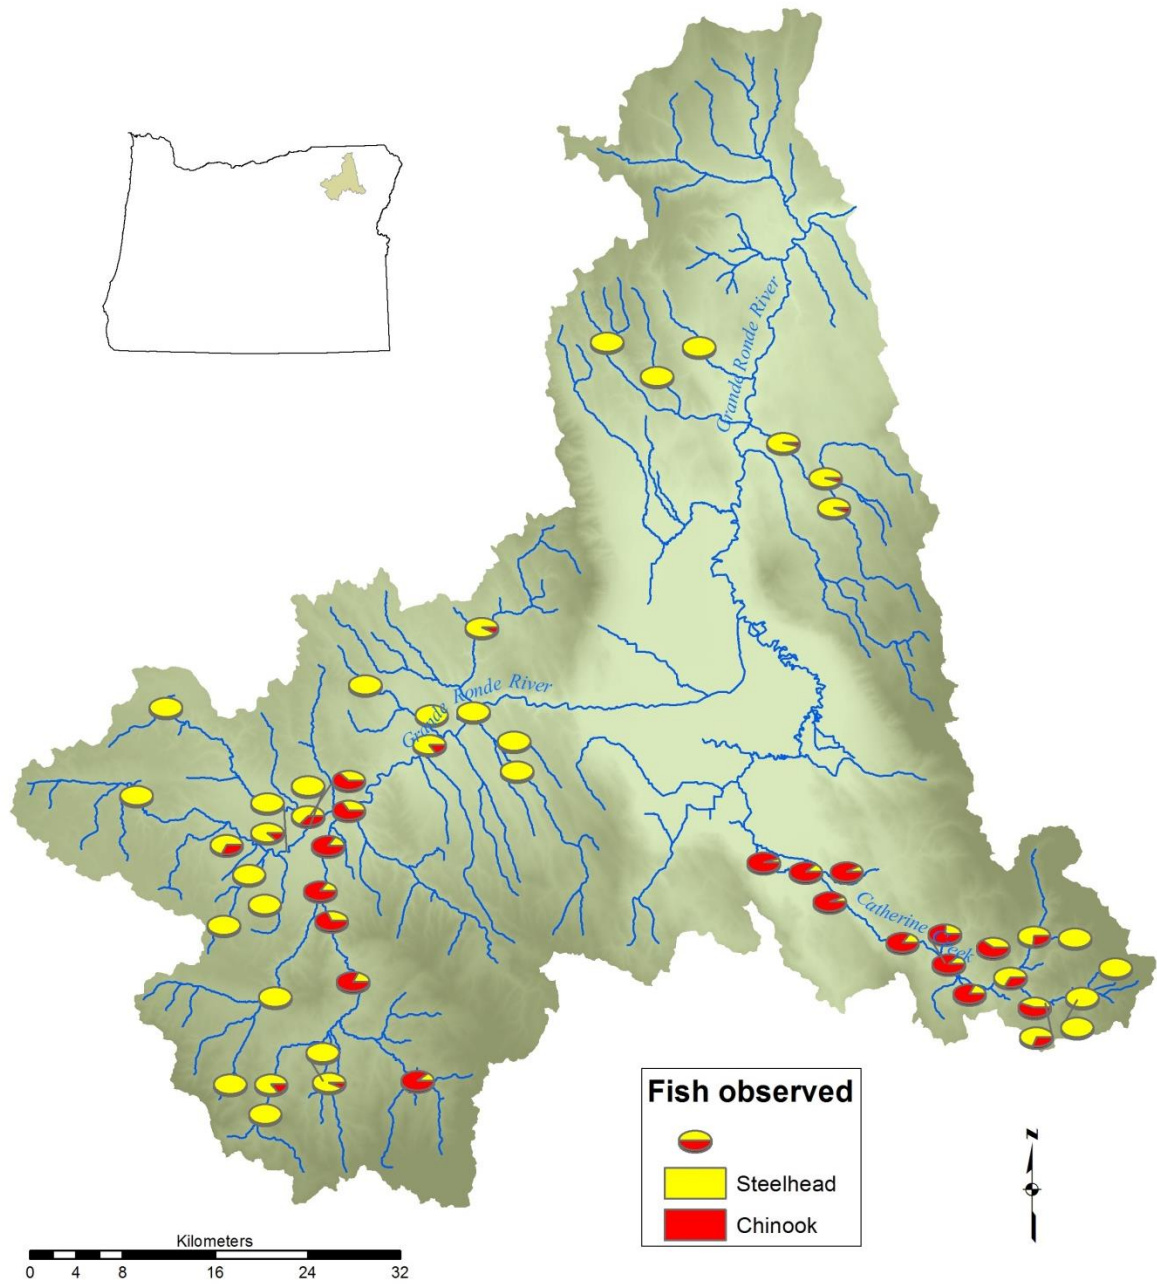 Grande Ronde River
Grande Ronde River
Catherine Creek
Fish observed
Steelhead
Chinook
N
Kilometers
0 4 8 16 24 32